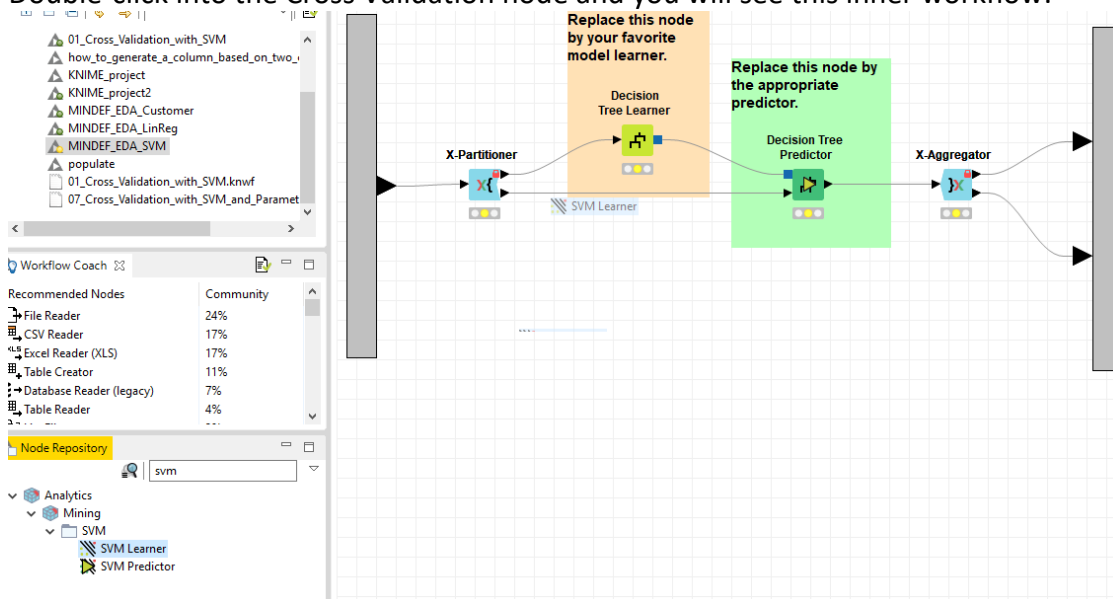 Double-click into the Cross Validation node and you will see this inner workflow.
01_Cross_Validation_with_SVM
how_to_generate_a_column_based_on_two_
KNIME_project
KNIME_project2
MINDEF_EDA_Customer
MINDEF_EDA_LinReg
MINDEF_EDA_SVM
populate
01_Cross_Validation_with_SVM.knwf
07_Cross_Validation_with_SVM_and_Paramet
Workflow Coach
Recommended Nodes Community
File Reader 24%
CSV Reader 17%
XLS Excel Reader (XLS) 17%
Table Creator 11%
Database Reader (legacy) 7%
Table Reader 4%
Node Repository
svm
Analytics
Mining
SVM
SVM Learner
SVM Predictor
Replace this node
by your favorite
model learner.
Decision
Tree Learner
Replace this node by
the appropriate
predictor.
Decision Tree
Predictor
X-Partitioner
SVM Learner
X-Aggregator